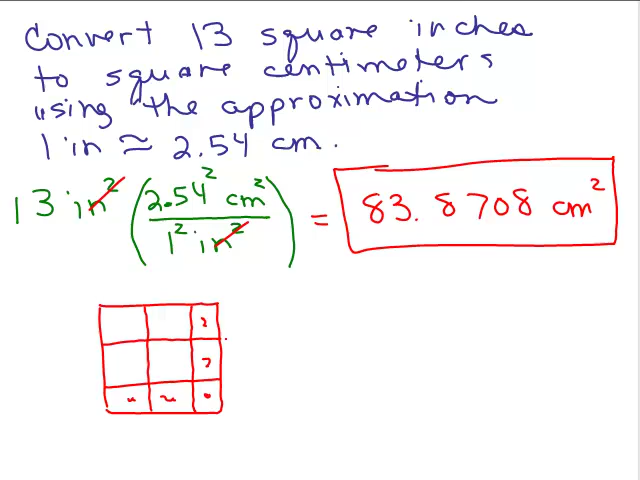 Convert 13 square inches
to square centimeters
using the approximation
1 in ≈ 2.54 cm.
13 in² (2.54² cm² / 1² in²) = 83.8708 cm²